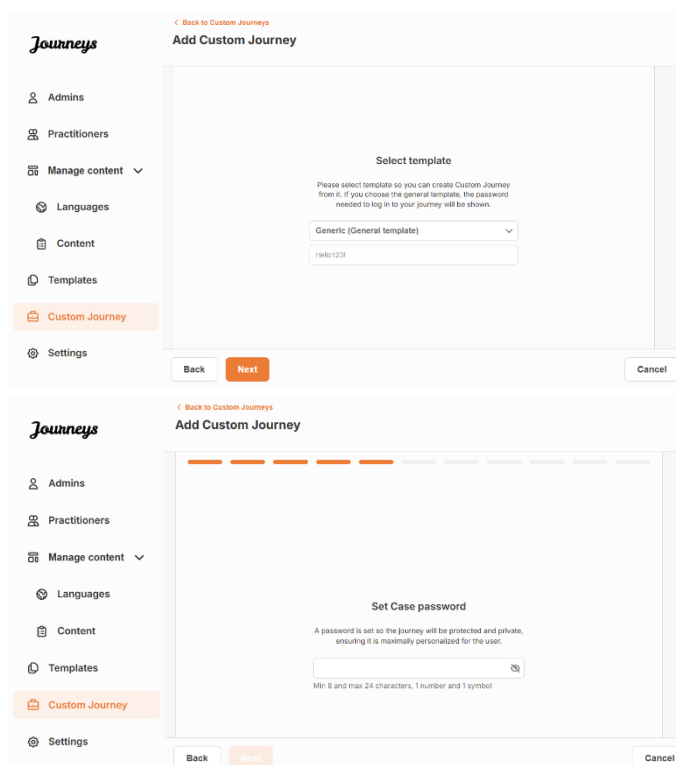 Back to Custom Journeys
Add Custom Journey
Journeys
Admins
Practitioners
Manage content
Languages
Content
Templates
Custom Journey
Settings
Select template
Please select template so you can create Custom Journey
from it. If you choose the general template, the password
needed to log in to your journey will be shown.
Generic (General template)
Hello123!
Back
Next
Cancel
Back to Custom Journeys
Add Custom Journey
Journeys
Admins
Practitioners
Manage content
Languages
Content
Templates
Custom Journey
Settings
Set Case password
A password is set so the journey will be protected and private,
ensuring it is maximally personalized for the user.
Min 8 and max 24 characters, 1 number and 1 symbol
Back
Next
Cancel